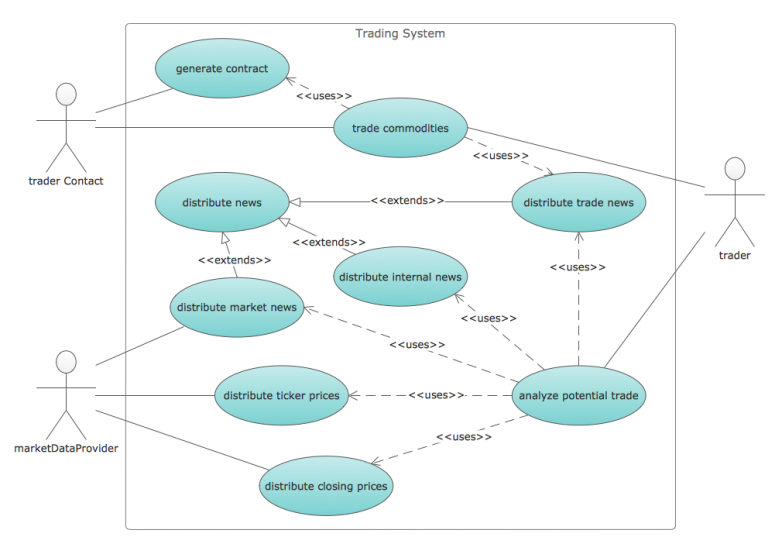 Trading System
generate contract
<<uses>>
trade commodities
<<uses>>
trader Contact
distribute news
<<extends>>
distribute trade news
<<extends>>
trader
<<extends>>
<<uses>>
distribute internal news
distribute market news
<<uses>>
<<uses>>
distribute ticker prices
<<uses>>
analyze potential trade
<<uses>>
marketDataProvider
distribute closing prices